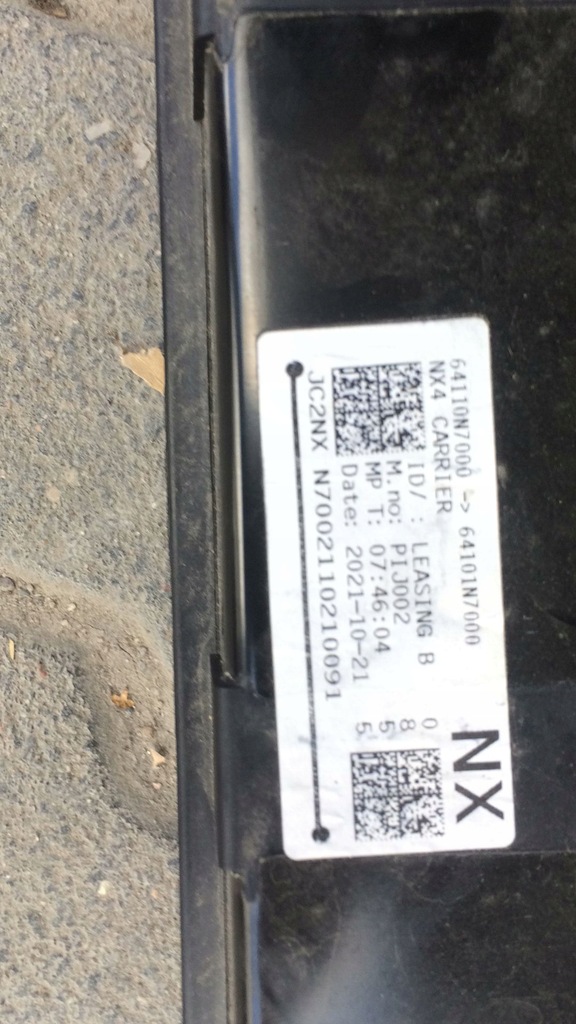 64110N7000 -> 64101N7000
NX4 CARRIER
NX
ID/ : LEASING B
M.no: PIJ002
MP T: 07:46:04
Date: 2021-10-21
0
8
5
5
JC2NX N7002110210091